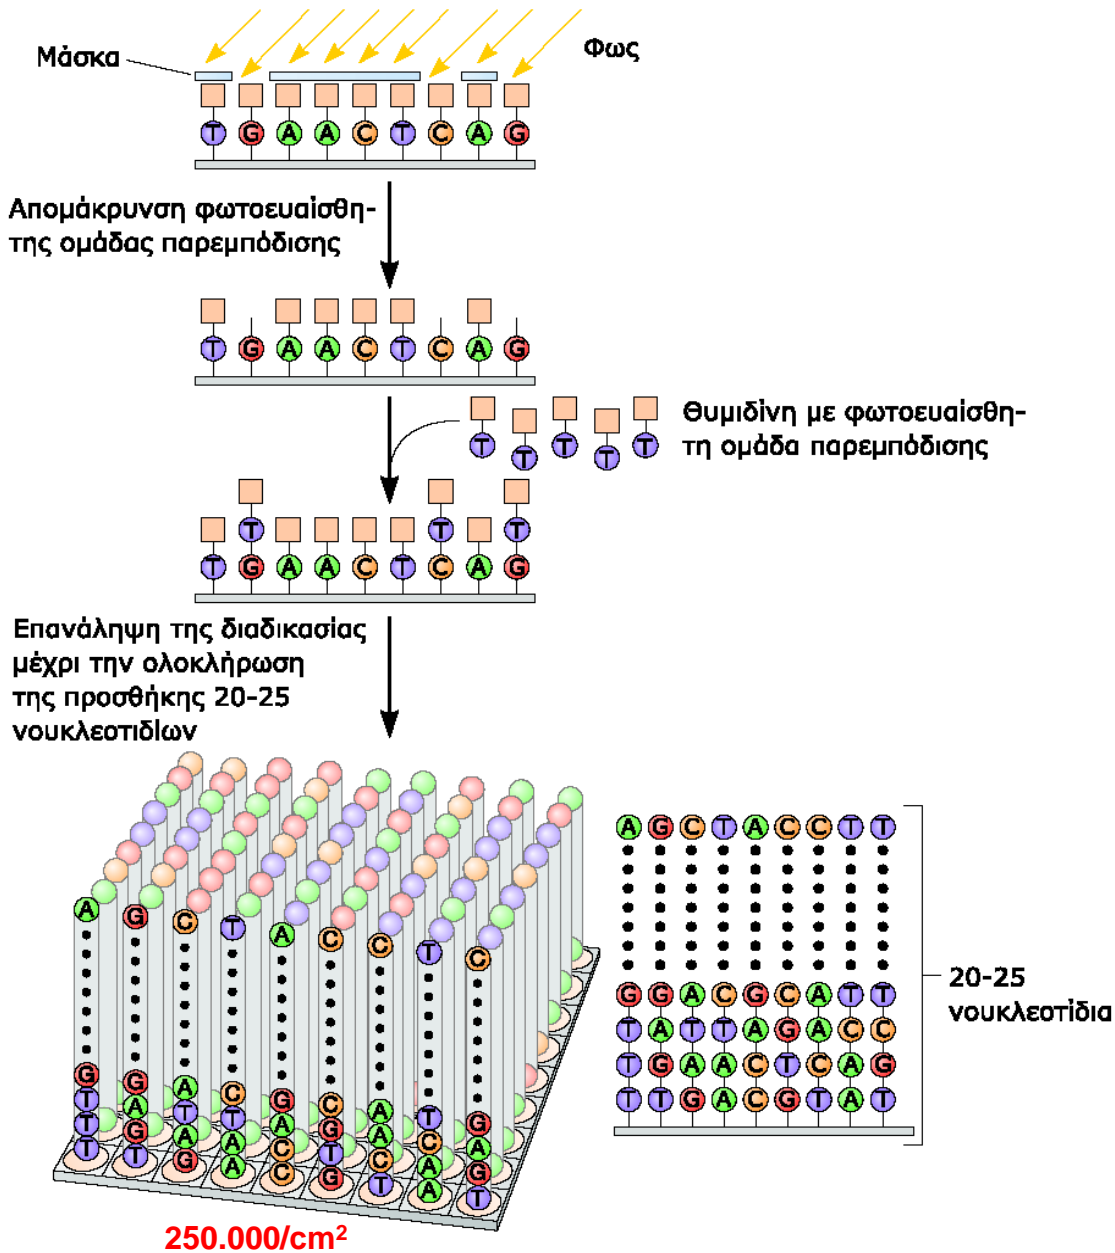 Μάσκα
Φως
T G A A C T C A G
Απομάκρυνση φωτοευαίσθη-
της ομάδας παρεμπόδισης
T G A A C T C A G
T T T T T
Θυμιδίνη με φωτοευαίσθη-
τη ομάδα παρεμπόδισης
T T T
T G A A C T C A G
Επανάληψη της διαδικασίας
μέχρι την ολοκλήρωση
της προσθήκης 20-25
νουκλεοτιδίων
A G C T A C C T C
G G A C G C A T G
T A T T A G A C A
T G A A C T C A G
T T G A C G T A T
A G C T A C C T T
G G A C G C A T T
T A T T A G A C C
T G A A C T C A G
T T G A C G T A T
20-25
νουκλεοτίδια
250.000/cm²